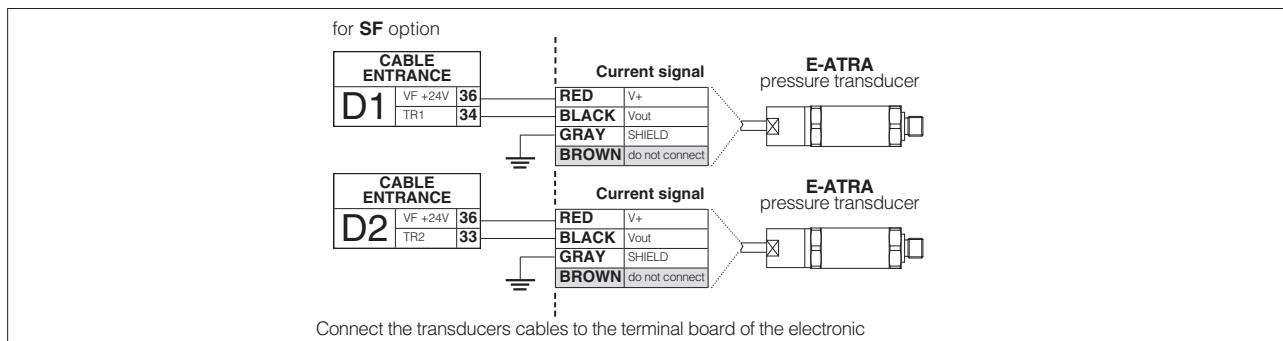 for SF option
CABLE ENTRANCE
D1
VF +24V 36
TR1 34
Current signal
RED V+
BLACK Vout
GRAY SHIELD
BROWN do not connect
E-ATRA
pressure transducer
CABLE ENTRANCE
D2
VF +24V 36
TR2 33
Current signal
RED V+
BLACK Vout
GRAY SHIELD
BROWN do not connect
E-ATRA
pressure transducer
Connect the transducers cables to the terminal board of the electronic